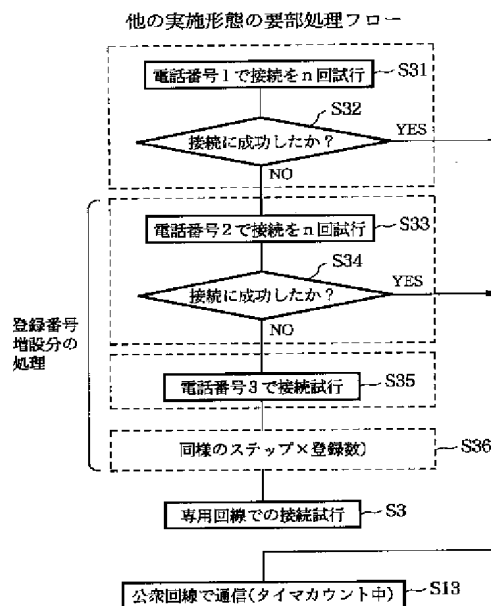 他の実施形態の要部処理フロー
電話番号1で接続をn回試行
S31
S32
接続に成功したか？
YES
NO
電話番号2で接続をn回試行
S33
S34
接続に成功したか？
YES
NO
登録番号
増設分の
処理
電話番号3で接続試行
S35
同様のステップ×登録数)
S36
専用回線での接続試行
S3
公衆回線で通信(タイマカウント中)
S13